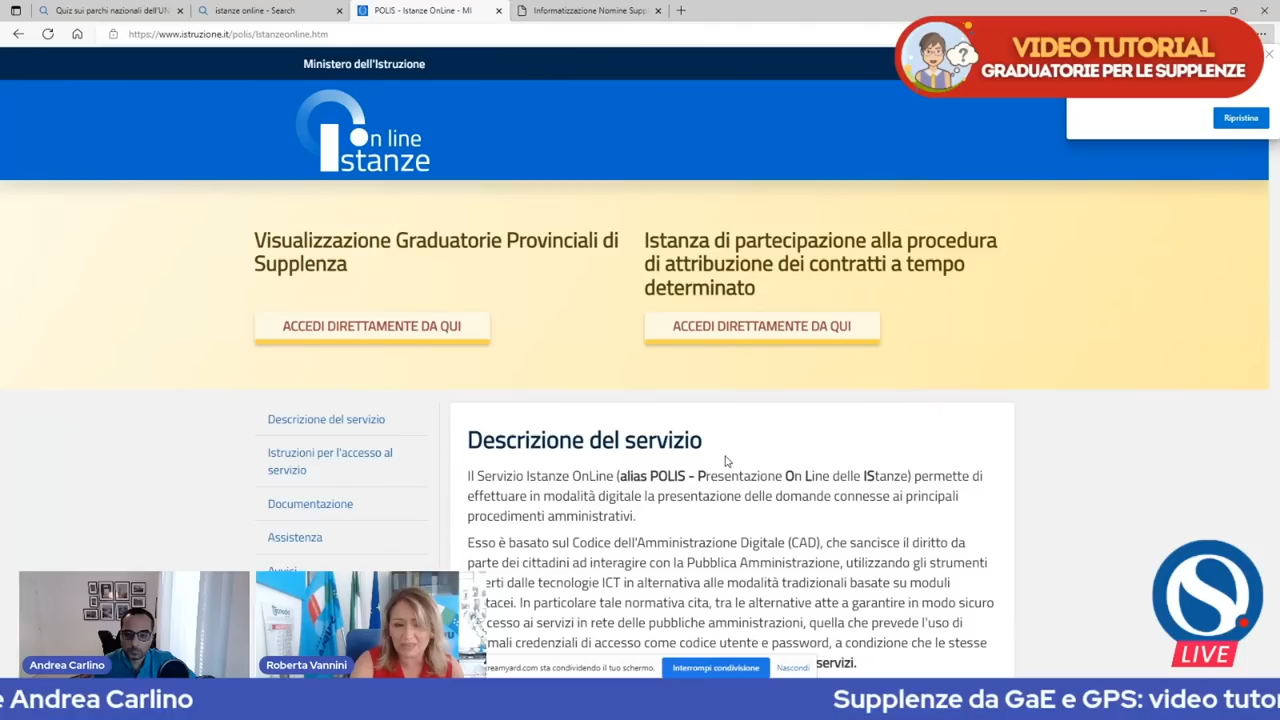 Quiz sui parchi nazionali dell'UN
istanze online - Search
POLIS - Istanze OnLine - MI
Informatizzazione Nomine Suppl
https://www.istruzione.it/polis/Istanzeonline.htm
VIDEO TUTORIAL
GRADUATORIE PER LE SUPPLENZE
Ministero dell'Istruzione
Ripristina
On line
Istanze
Visualizzazione Graduatorie Provinciali di
Supplenza
ACCEDI DIRETTAMENTE DA QUI
Istanza di partecipazione alla procedura
di attribuzione dei contratti a tempo
determinato
ACCEDI DIRETTAMENTE DA QUI
Descrizione del servizio
Istruzioni per l'accesso al
servizio
Documentazione
Assistenza
Avvisi
Descrizione del servizio
Il Servizio Istanze OnLine (alias POLIS - Presentazione On Line delle IStanze) permette di
effettuare in modalità digitale la presentazione delle domande connesse ai principali
procedimenti amministrativi.
Esso è basato sul Codice dell'Amministrazione Digitale (CAD), che sancisce il diritto da
parte dei cittadini ad interagire con la Pubblica Amministrazione, utilizzando gli strumenti
erti dalle tecnologie ICT in alternativa alle modalità tradizionali basate su moduli
tacei. In particolare tale normativa cita, tra le alternative atte a garantire in modo sicuro
cesso ai servizi in rete delle pubbliche amministrazioni, quella che prevede l'uso di
mali credenziali di accesso come codice utente e password, a condizione che le stesse
servizi.
reamyard.com sta condividendo il tuo schermo.
Interrompi condivisione
Nascondi
Andrea Carlino
Roberta Vannini
S
LIVE
e Andrea Carlino
Supplenze da GaE e GPS: video tutor